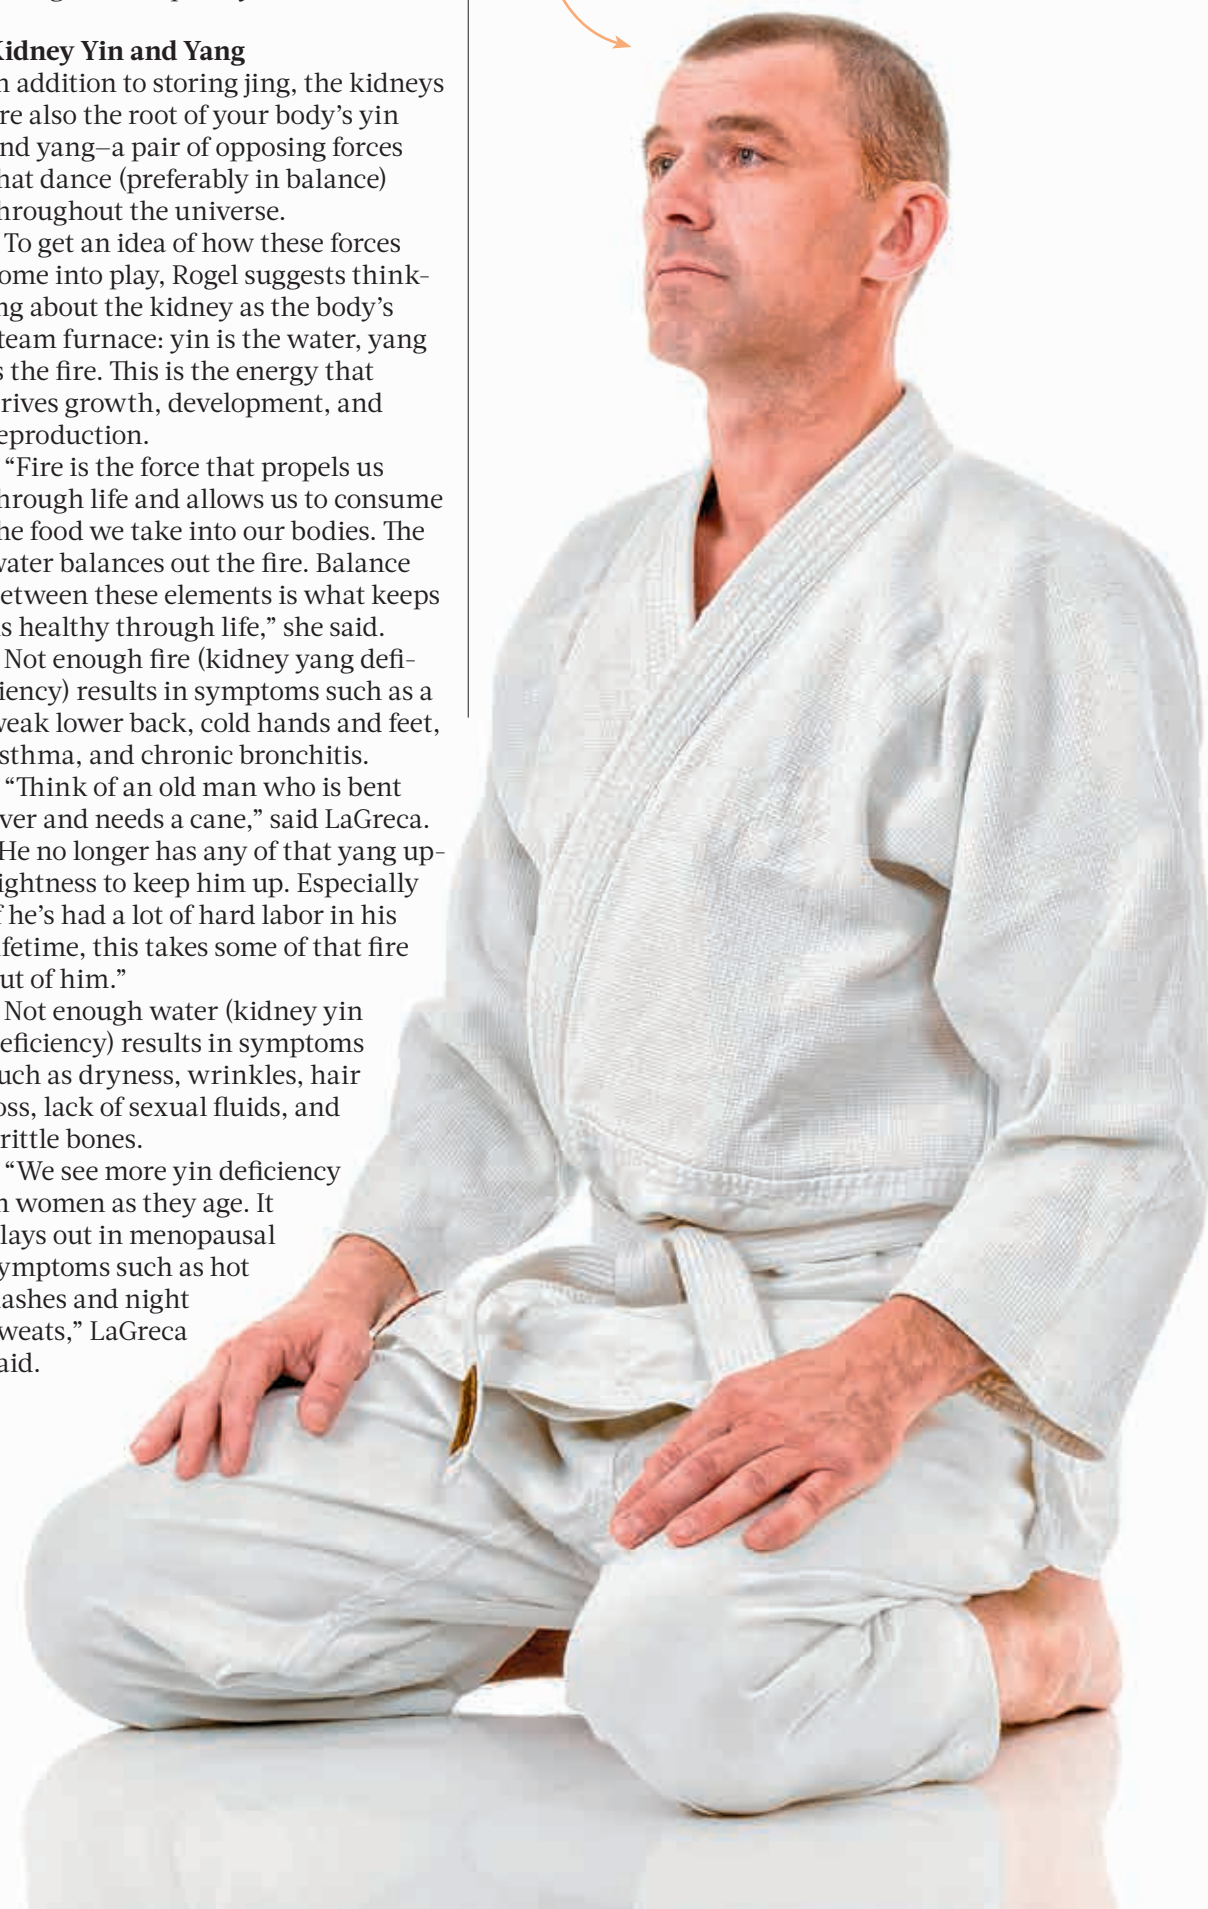 Kidney Yin and Yang
n addition to storing jing, the kidneys
re also the root of your body’s yin
nd yang—a pair of opposing forces
hat dance (preferably in balance)
hroughout the universe.
To get an idea of how these forces
ome into play, Rogel suggests think-
ng about the kidney as the body’s
team furnace: yin is the water, yang
s the fire. This is the energy that
rives growth, development, and
eproduction.
“Fire is the force that propels us
hrough life and allows us to consume
he food we take into our bodies. The
water balances out the fire. Balance
etween these elements is what keeps
s healthy through life,” she said.
Not enough fire (kidney yang defi-
iency) results in symptoms such as a
weak lower back, cold hands and feet,
sthma, and chronic bronchitis.
“Think of an old man who is bent
ver and needs a cane,” said LaGreca.
He no longer has any of that yang up-
ightness to keep him up. Especially
f he’s had a lot of hard labor in his
ifetime, this takes some of that fire
ut of him.”
Not enough water (kidney yin
eficiency) results in symptoms
uch as dryness, wrinkles, hair
oss, lack of sexual fluids, and
rittle bones.
“We see more yin deficiency
n women as they age. It
lays out in menopausal
ymptoms such as hot
lashes and night
weats,” LaGreca
aid.